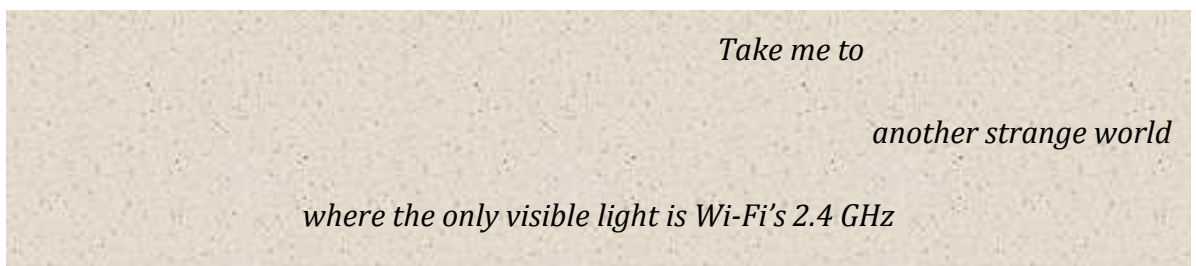 Take me to
another strange world
where the only visible light is Wi-Fi’s 2.4 GHz